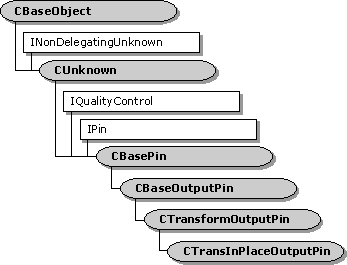 CBaseObject
INonDelegatingUnknown
CUnknown
IQualityControl
IPin
CBasePin
CBaseOutputPin
CTransformOutputPin
CTransInPlaceOutputPin